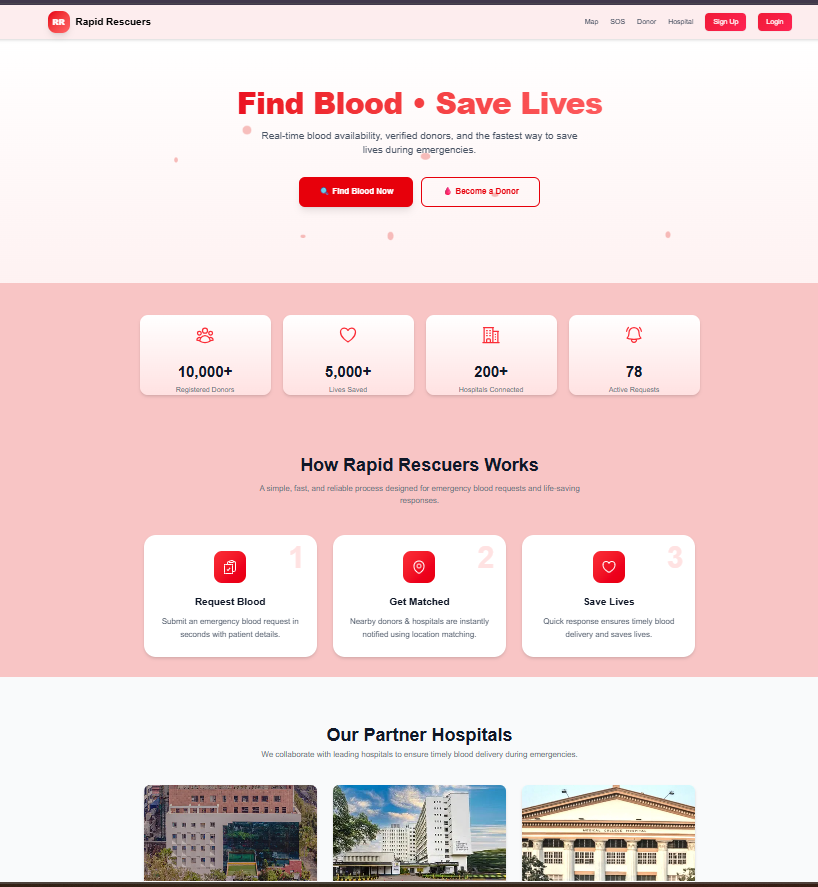 RR Rapid Rescuers
Map SOS Donor Hospital Sign Up Login
Find Blood • Save Lives
Real-time blood availability, verified donors, and the fastest way to save
lives during emergencies.
Find Blood Now Become a Donor
10,000+ 5,000+ 200+ 78
Registered Donors Lives Saved Hospitals Connected Active Requests
How Rapid Rescuers Works
A simple, fast, and reliable process designed for emergency blood requests and life-saving
responses.
1
Request Blood
Submit an emergency blood request in
seconds with patient details.
2
Get Matched
Nearby donors & hospitals are instantly
notified using location matching.
3
Save Lives
Quick response ensures timely blood
delivery and saves lives.
Our Partner Hospitals
We collaborate with leading hospitals to ensure timely blood delivery during emergencies.
MEDICAL COLLEGE HOSPITAL